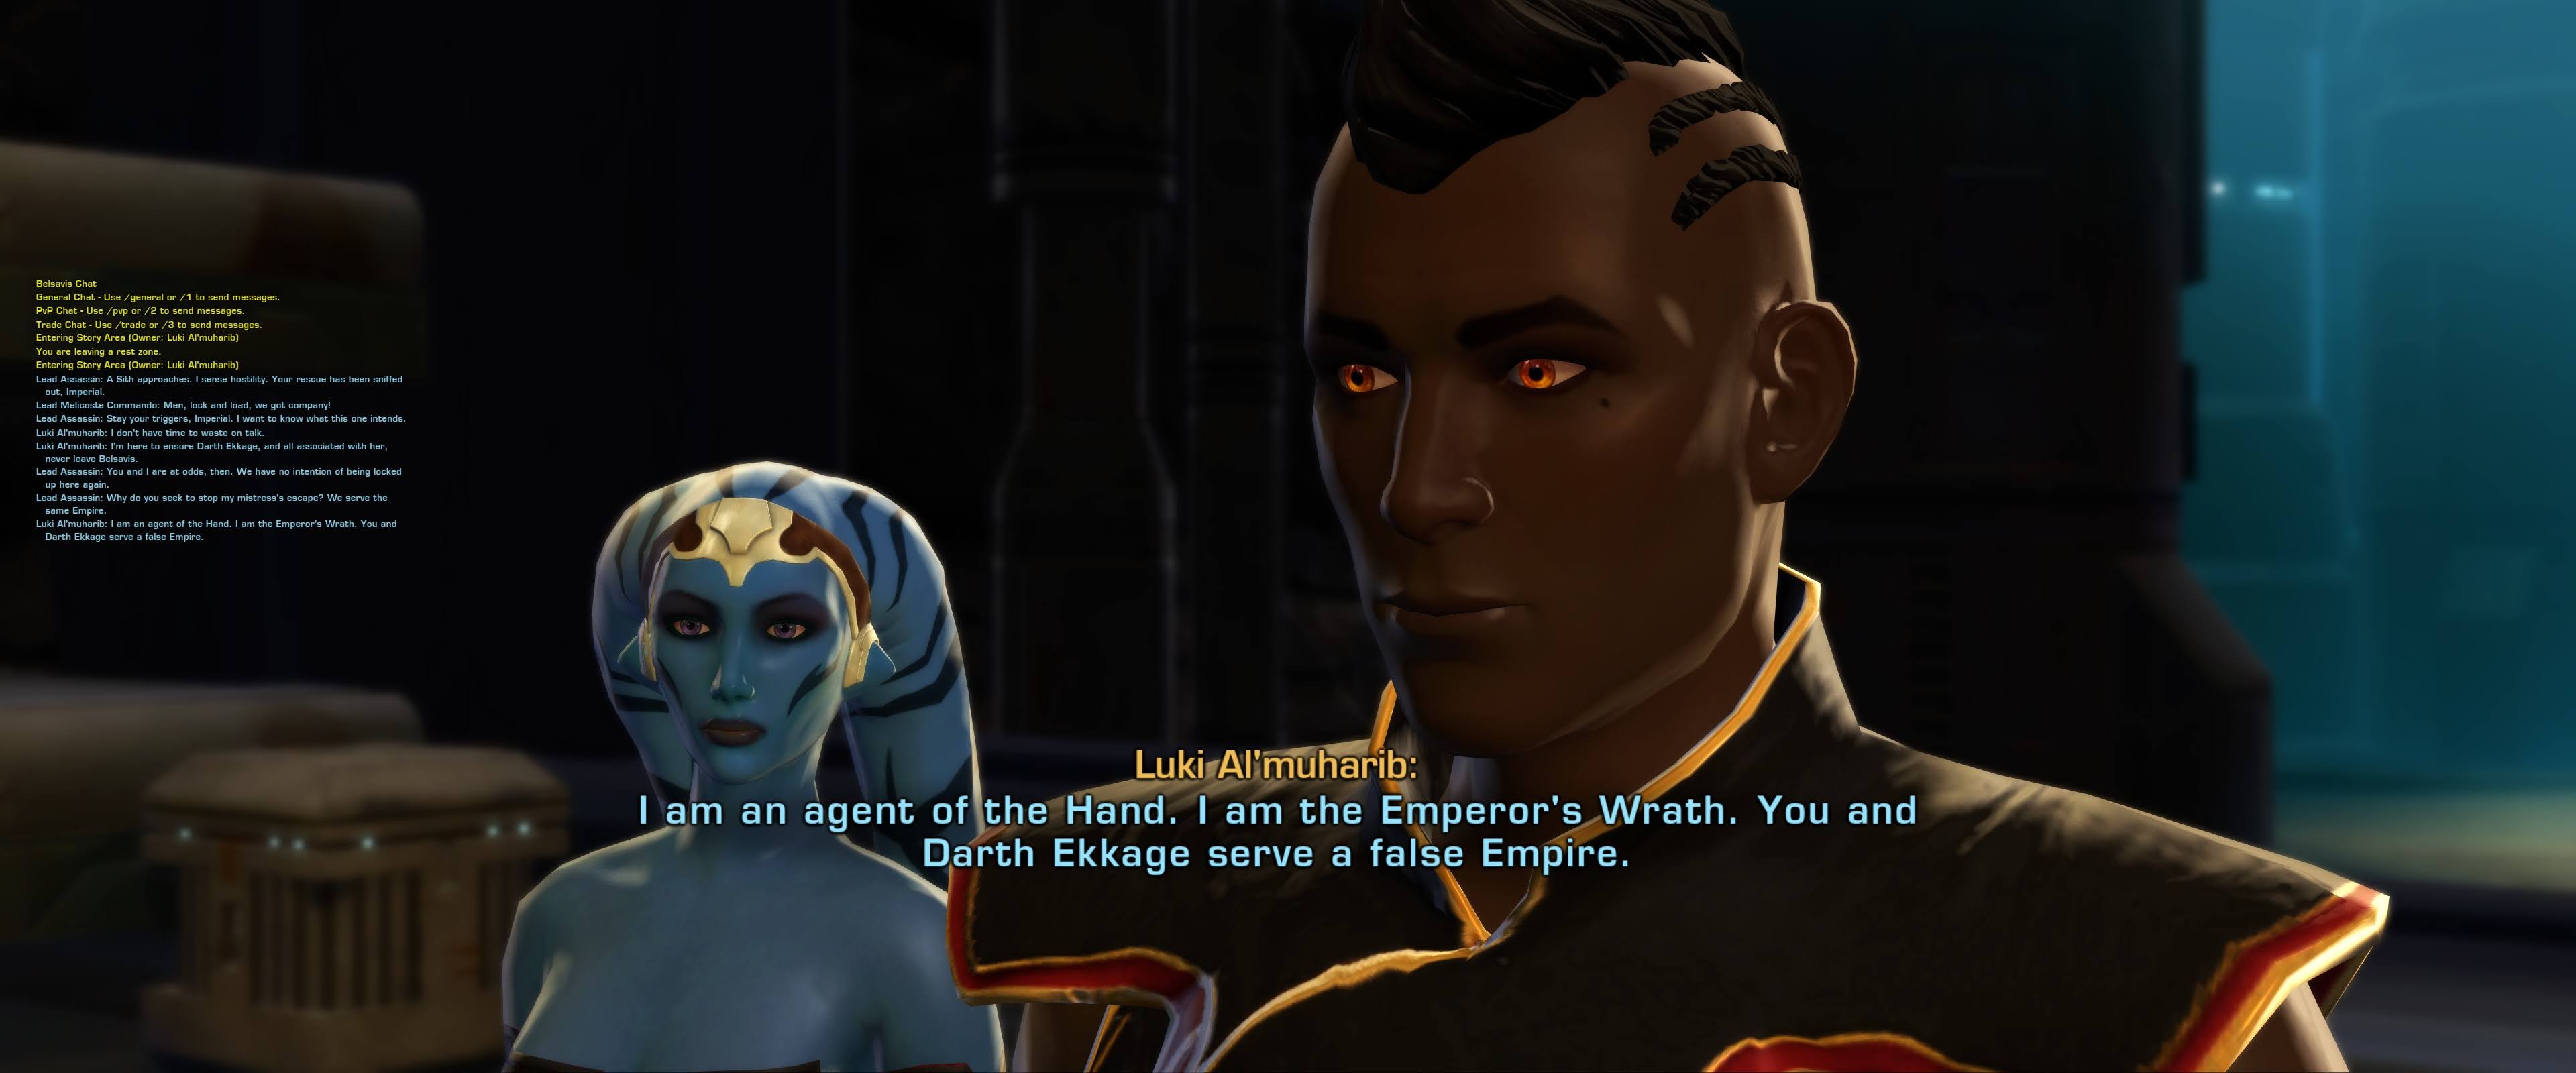 Belsavis Chat
General Chat - Use /general or /1 to send messages.
PvP Chat - Use /pvp or /2 to send messages.
Trade Chat - Use /trade or /3 to send messages.
Entering Story Area (Owner: Luki Al'muharib)
You are leaving a rest zone.
Entering Story Area (Owner: Luki Al'muharib)
Lead Assassin: A Sith approaches. I sense hostility. Your rescue has been sniffed
out, Imperial.
Lead Melicoste Commando: Men, lock and load, we got company!
Lead Assassin: Stay your triggers, Imperial. I want to know what this one intends.
Luki Al'muharib: I don't have time to waste on talk.
Luki Al'muharib: I'm here to ensure Darth Ekkage, and all associated with her,
never leave Belsavis.
Lead Assassin: You and I are at odds, then. We have no intention of being locked
up here again.
Lead Assassin: Why do you seek to stop my mistress's escape? We serve the
same Empire.
Luki Al'muharib: I am an agent of the Hand. I am the Emperor's Wrath. You and
Darth Ekkage serve a false Empire.
Luki Al'muharib:
I am an agent of the Hand. I am the Emperor's Wrath. You and
Darth Ekkage serve a false Empire.